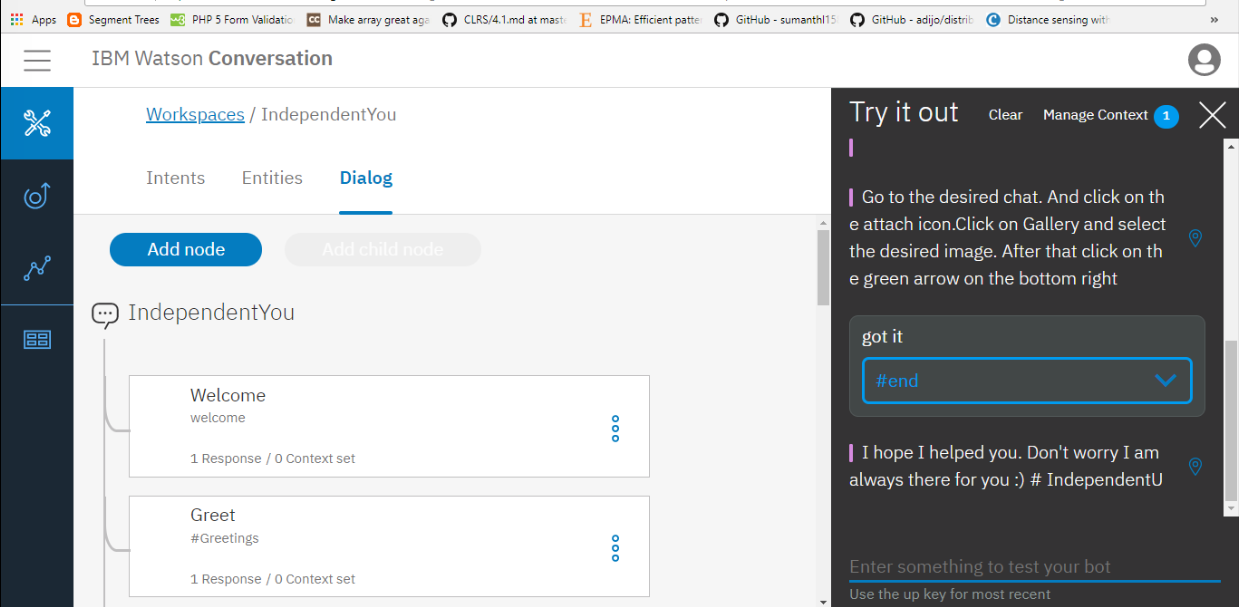 Apps Segment Trees PHP 5 Form Validatio Make array great aga CLRS/4.1.md at maste EPMA: Efficient patte GitHub - sumanthl15 GitHub - adijo/distrib Distance sensing with »
IBM Watson Conversation
Workspaces / IndependentYou
Intents Entities Dialog
Add node Add child node
IndependentYou
Welcome
welcome
1 Response / 0 Context set
Greet
#Greetings
1 Response / 0 Context set
Try it out Clear Manage Context 1
Go to the desired chat. And click on th
e attach icon.Click on Gallery and select
the desired image. After that click on th
e green arrow on the bottom right
got it
#end
I hope I helped you. Don't worry I am
always there for you :) # IndependentU
Enter something to test your bot
Use the up key for most recent